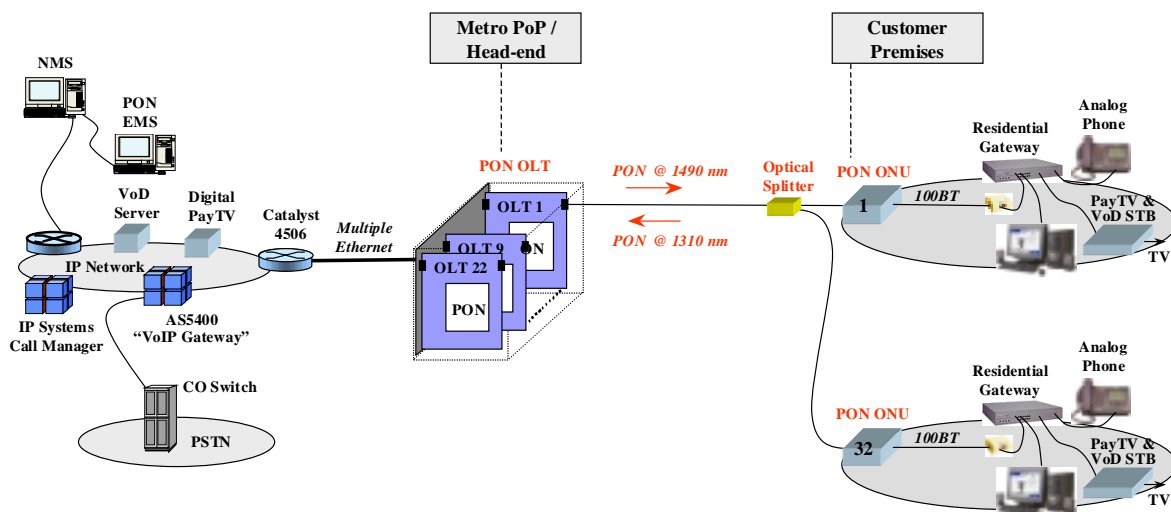 Metro PoP /
Head-end
Customer
Premises
NMS
PON
EMS
VoD
Server
Digital
PayTV
Catalyst
4506
IP Network
IP Systems
Call Manager
AS5400
“VoIP Gateway”
CO Switch
PSTN
Multiple
Ethernet
PON OLT
OLT 1
ON
OLT 9
OLT 22
PON
PON @ 1490 nm
PON @ 1310 nm
Optical
Splitter
PON ONU
1
100BT
Residential
Gateway
Analog
Phone
PayTV &
VoD STB
TV
PON ONU
32
100BT
Residential
Gateway
Analog
Phone
PayTV &
VoD STB
TV